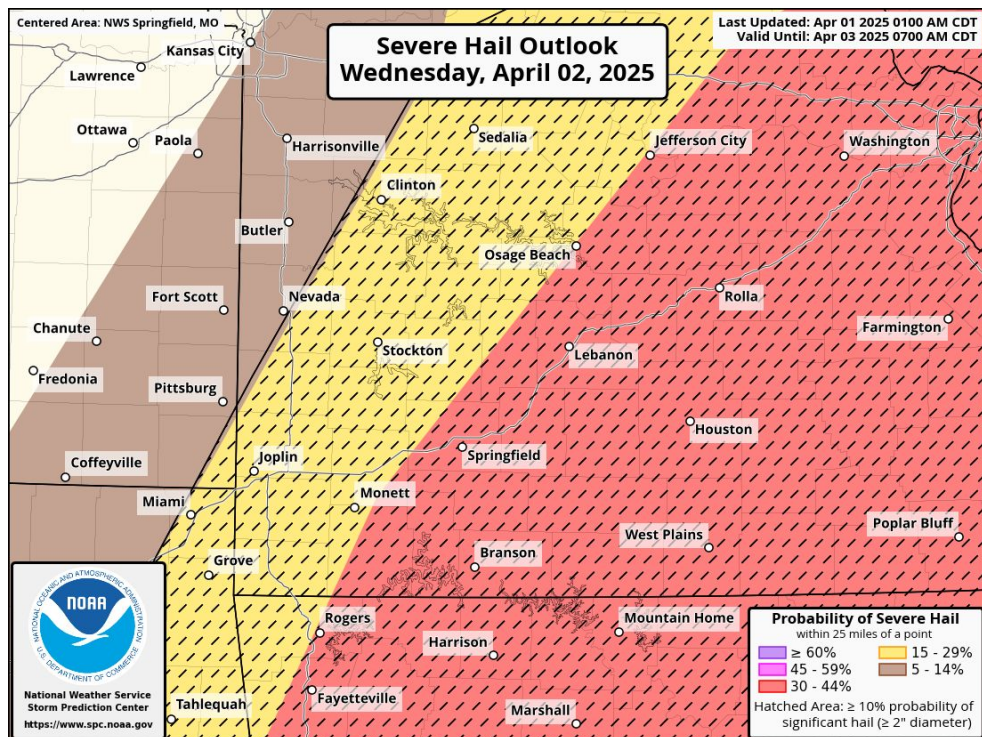 Centered Area: NWS Springfield, MO
Severe Hail Outlook
Wednesday, April 02, 2025
Last Updated: Apr 01 2025 0100 AM CDT
Valid Until: Apr 03 2025 0700 AM CDT
Kansas City
Lawrence
Ottawa
Paola
Harrisonville
Sedalia
Jefferson City
Washington
Clinton
Butler
Osage Beach
Fort Scott
Nevada
Rolla
Chanute
Farmington
Stockton
Lebanon
Fredonia
Pittsburg
Houston
Joplin
Springfield
Coffeyville
Miami
Monett
Poplar Bluff
West Plains
Branson
Grove
Rogers
Mountain Home
Harrison
Fayetteville
Tahlequah
Marshall
NATIONAL OCEANIC AND ATMOSPHERIC ADMINISTRATION
NOAA
U.S. DEPARTMENT OF COMMERCE
National Weather Service
Storm Prediction Center
https://www.spc.noaa.gov
Probability of Severe Hail
within 25 miles of a point
≥ 60%
15 - 29%
45 - 59%
5 - 14%
30 - 44%
Hatched Area: ≥ 10% probability of
significant hail (≥ 2" diameter)